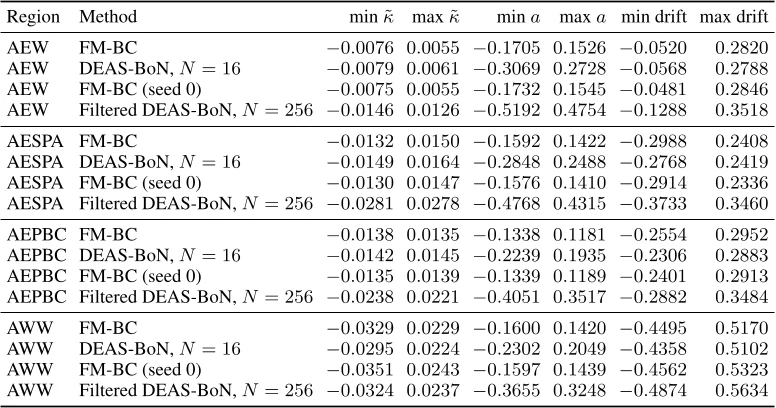 Region Method min κ̃ max κ̃ min a max a min drift max drift
AEW FM-BC −0.0076 0.0055 −0.1705 0.1526 −0.0520 0.2820
AEW DEAS-BoN, N = 16 −0.0079 0.0061 −0.3069 0.2728 −0.0568 0.2788
AEW FM-BC (seed 0) −0.0075 0.0055 −0.1732 0.1545 −0.0481 0.2846
AEW Filtered DEAS-BoN, N = 256 −0.0146 0.0126 −0.5192 0.4754 −0.1288 0.3518
AESPA FM-BC −0.0132 0.0150 −0.1592 0.1422 −0.2988 0.2408
AESPA DEAS-BoN, N = 16 −0.0149 0.0164 −0.2848 0.2488 −0.2768 0.2419
AESPA FM-BC (seed 0) −0.0130 0.0147 −0.1576 0.1410 −0.2914 0.2336
AESPA Filtered DEAS-BoN, N = 256 −0.0281 0.0278 −0.4768 0.4315 −0.3733 0.3460
AEPBC FM-BC −0.0138 0.0135 −0.1338 0.1181 −0.2554 0.2952
AEPBC DEAS-BoN, N = 16 −0.0142 0.0145 −0.2239 0.1935 −0.2306 0.2883
AEPBC FM-BC (seed 0) −0.0135 0.0139 −0.1339 0.1189 −0.2401 0.2913
AEPBC Filtered DEAS-BoN, N = 256 −0.0238 0.0221 −0.4051 0.3517 −0.2882 0.3484
AWW FM-BC −0.0329 0.0229 −0.1600 0.1420 −0.4495 0.5170
AWW DEAS-BoN, N = 16 −0.0295 0.0224 −0.2302 0.2049 −0.4358 0.5102
AWW FM-BC (seed 0) −0.0351 0.0243 −0.1597 0.1439 −0.4562 0.5323
AWW Filtered DEAS-BoN, N = 256 −0.0324 0.0237 −0.3655 0.3248 −0.4874 0.5634